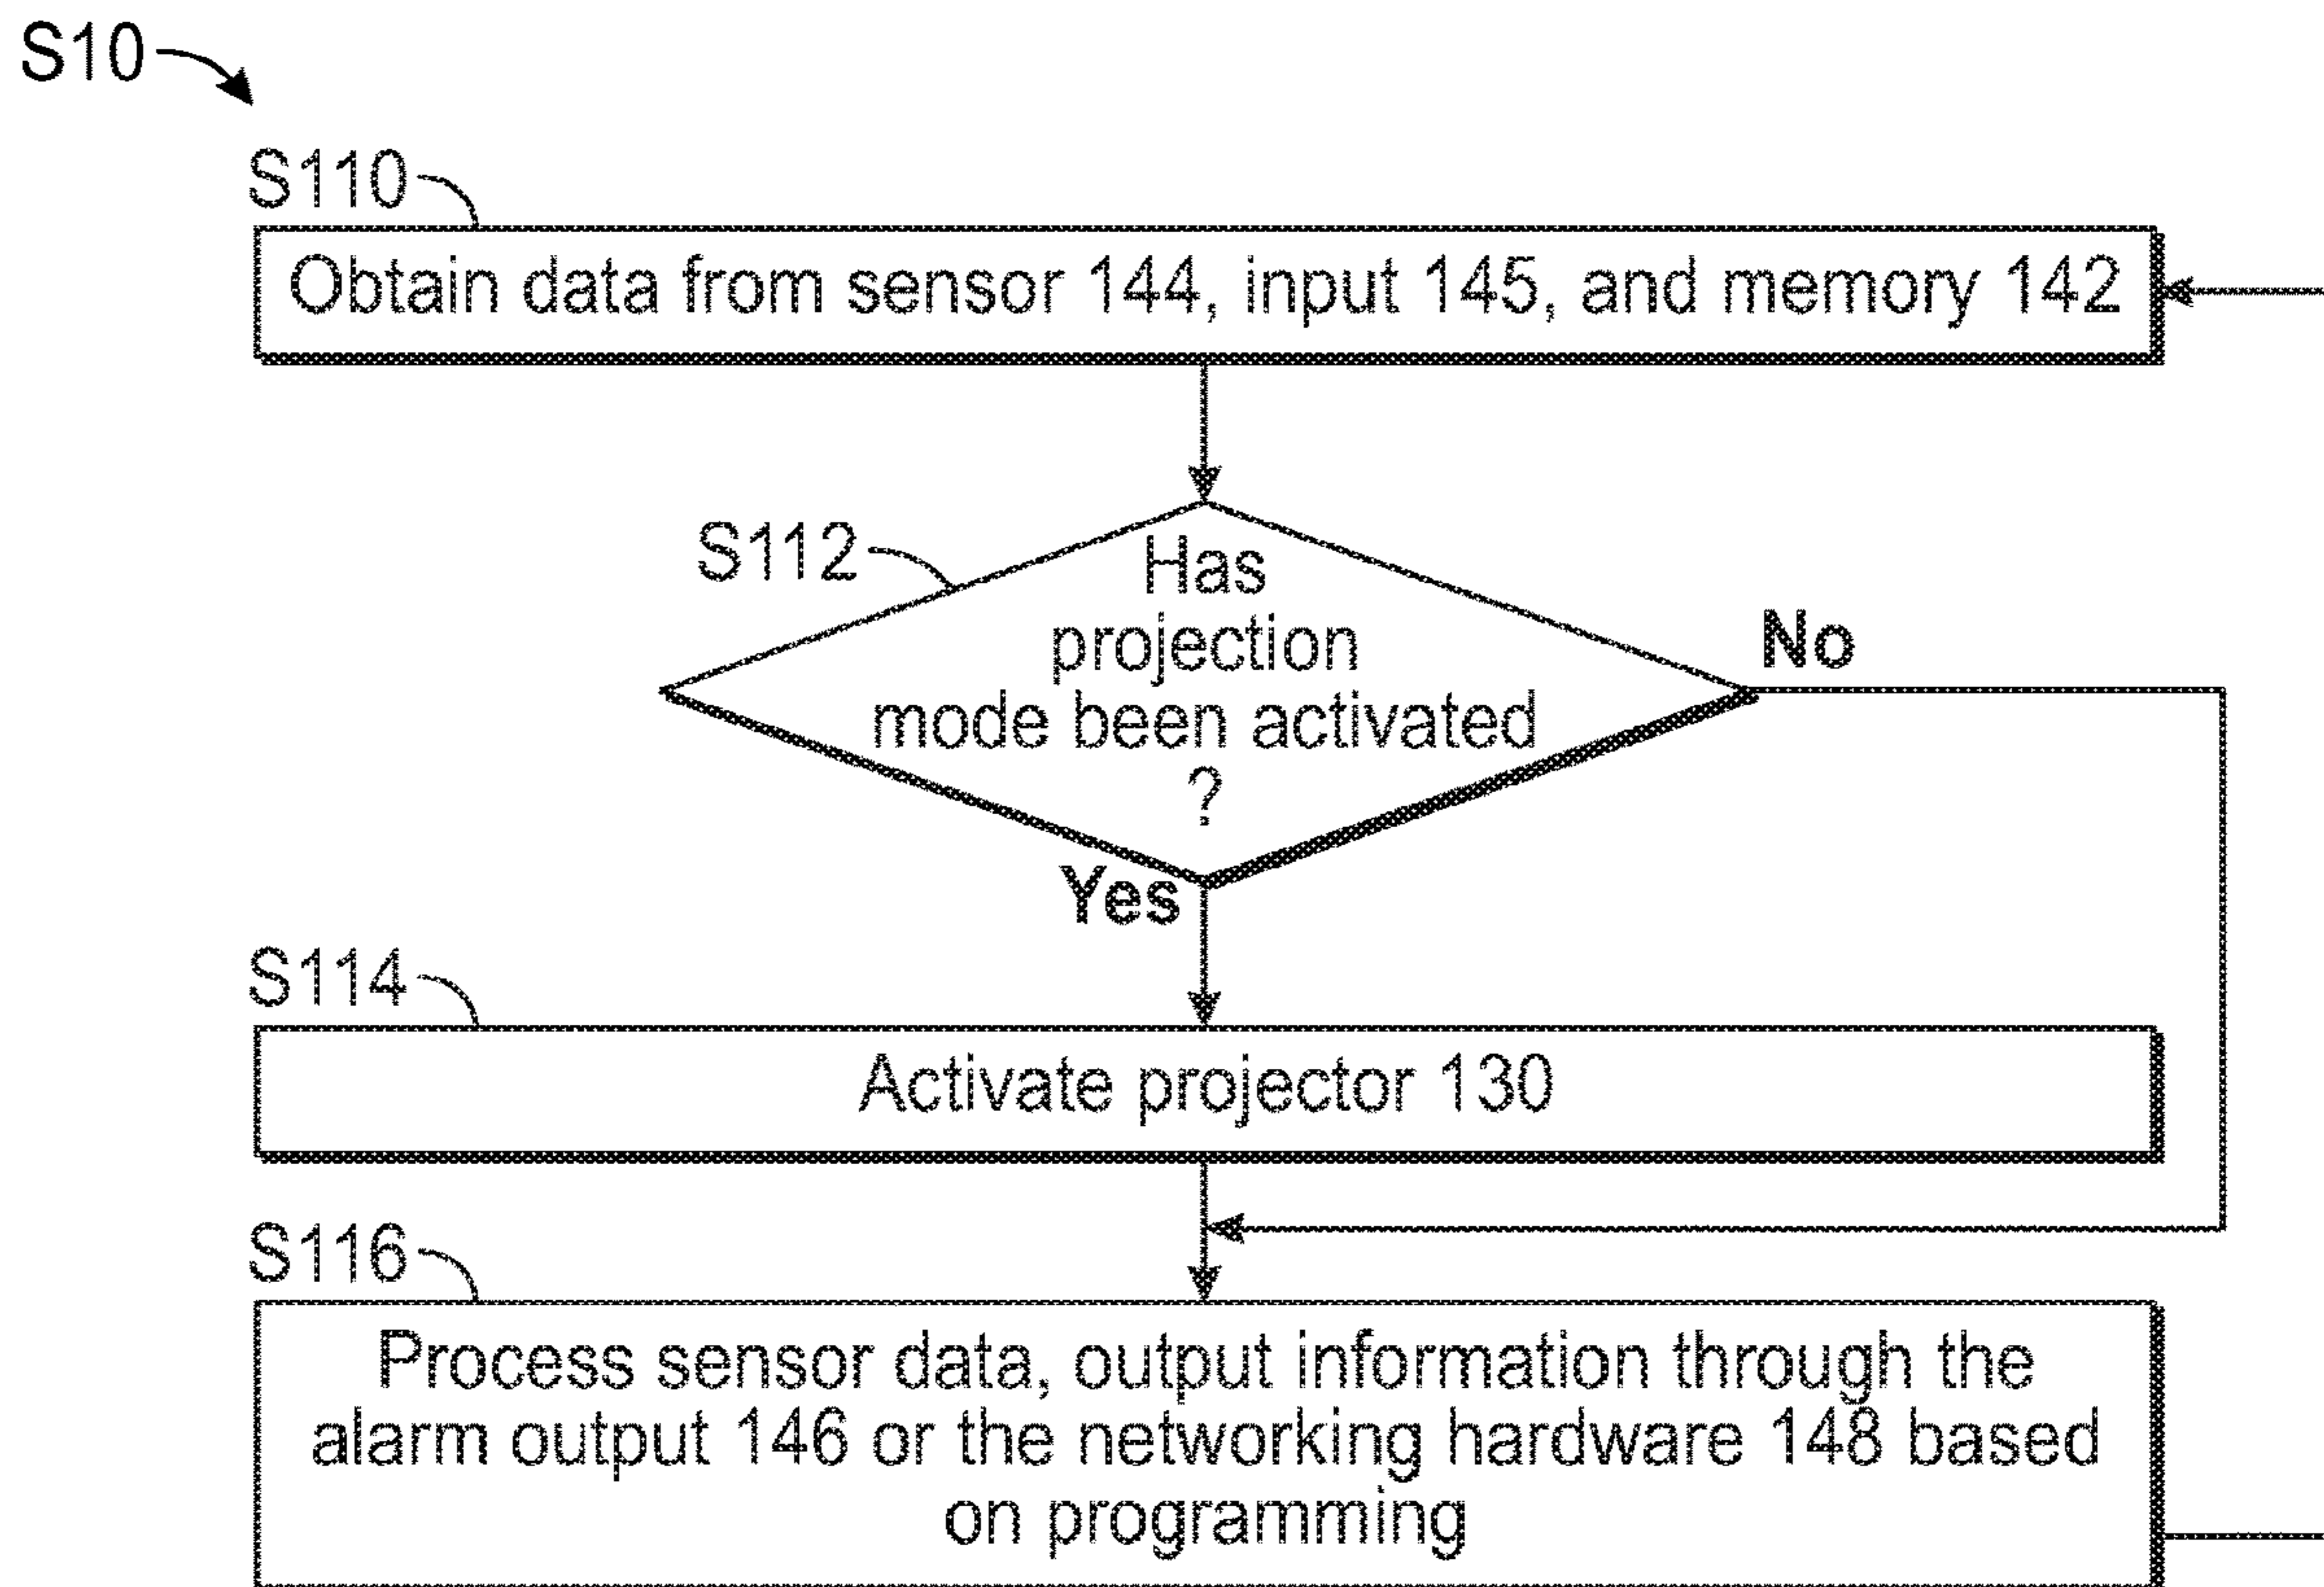 S10
S110
Obtain data from sensor 144, input 145, and memory 142
S112
Has
projection
mode been activated
?
No
Yes
S114
Activate projector 130
S116
Process sensor data, output information through the
alarm output 146 or the networking hardware 148 based
on programming